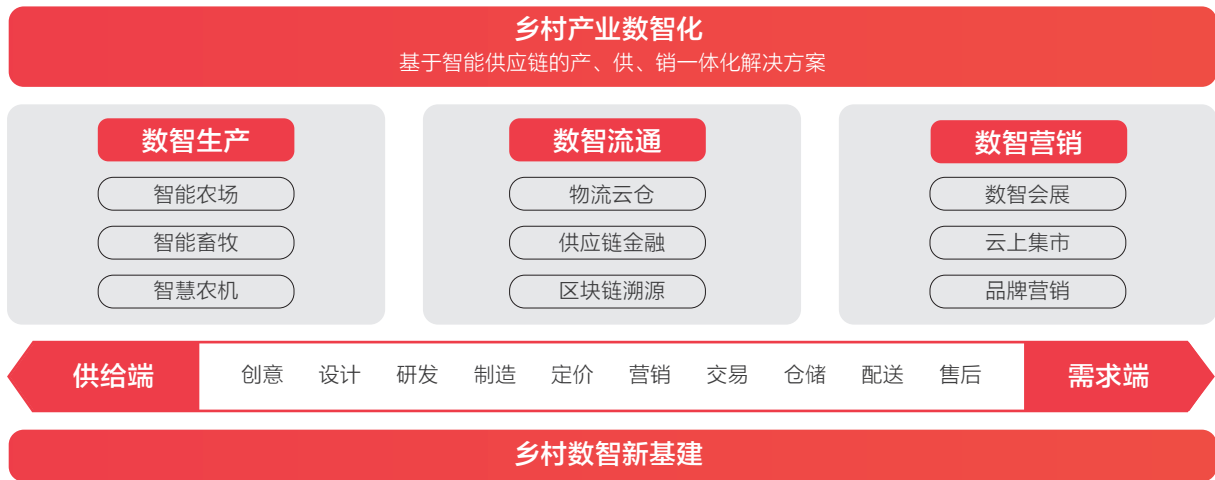 乡村产业数智化
基于智能供应链的产、供、销一体化解决方案
数智生产
智能农场
智能畜牧
智慧农机
数智流通
物流云仓
供应链金融
区块链溯源
数智营销
数智会展
云上集市
品牌营销
供给端 创意 设计 研发 制造 定价 营销 交易 仓储 配送 售后 需求端
乡村数智新基建